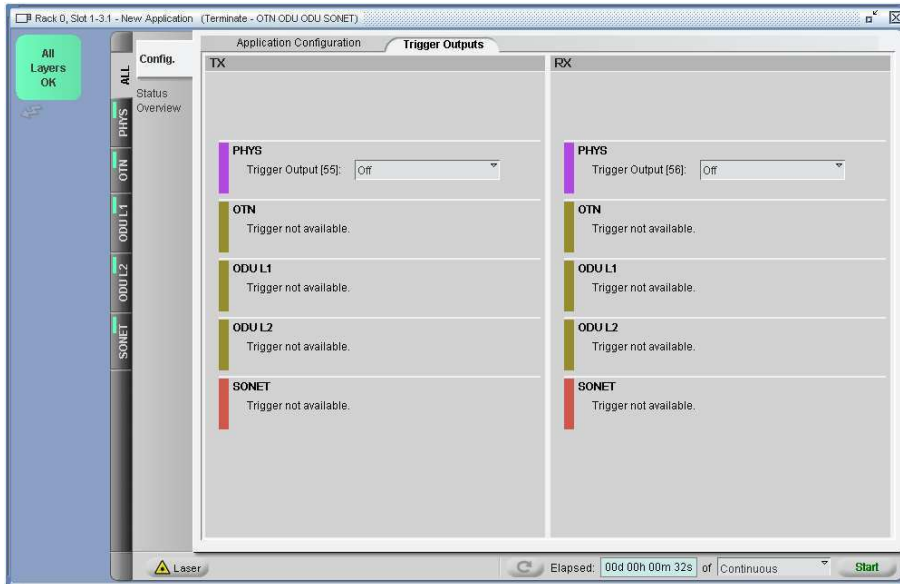 Rack 0, Slot 1-3.1 - New Application (Terminate - OTN ODU ODU SONET)
All
Layers
OK
ALL
PHYS
OTN
ODU L1
ODU L2
SONET
Config.
Status
Overview
Application Configuration
Trigger Outputs
TX
PHYS
Trigger Output [55]: Off
OTN
Trigger not available.
ODU L1
Trigger not available.
ODU L2
Trigger not available.
SONET
Trigger not available.
RX
PHYS
Trigger Output [56]: Off
OTN
Trigger not available.
ODU L1
Trigger not available.
ODU L2
Trigger not available.
SONET
Trigger not available.
Laser
Elapsed: 00d 00h 00m 32s of Continuous
Start